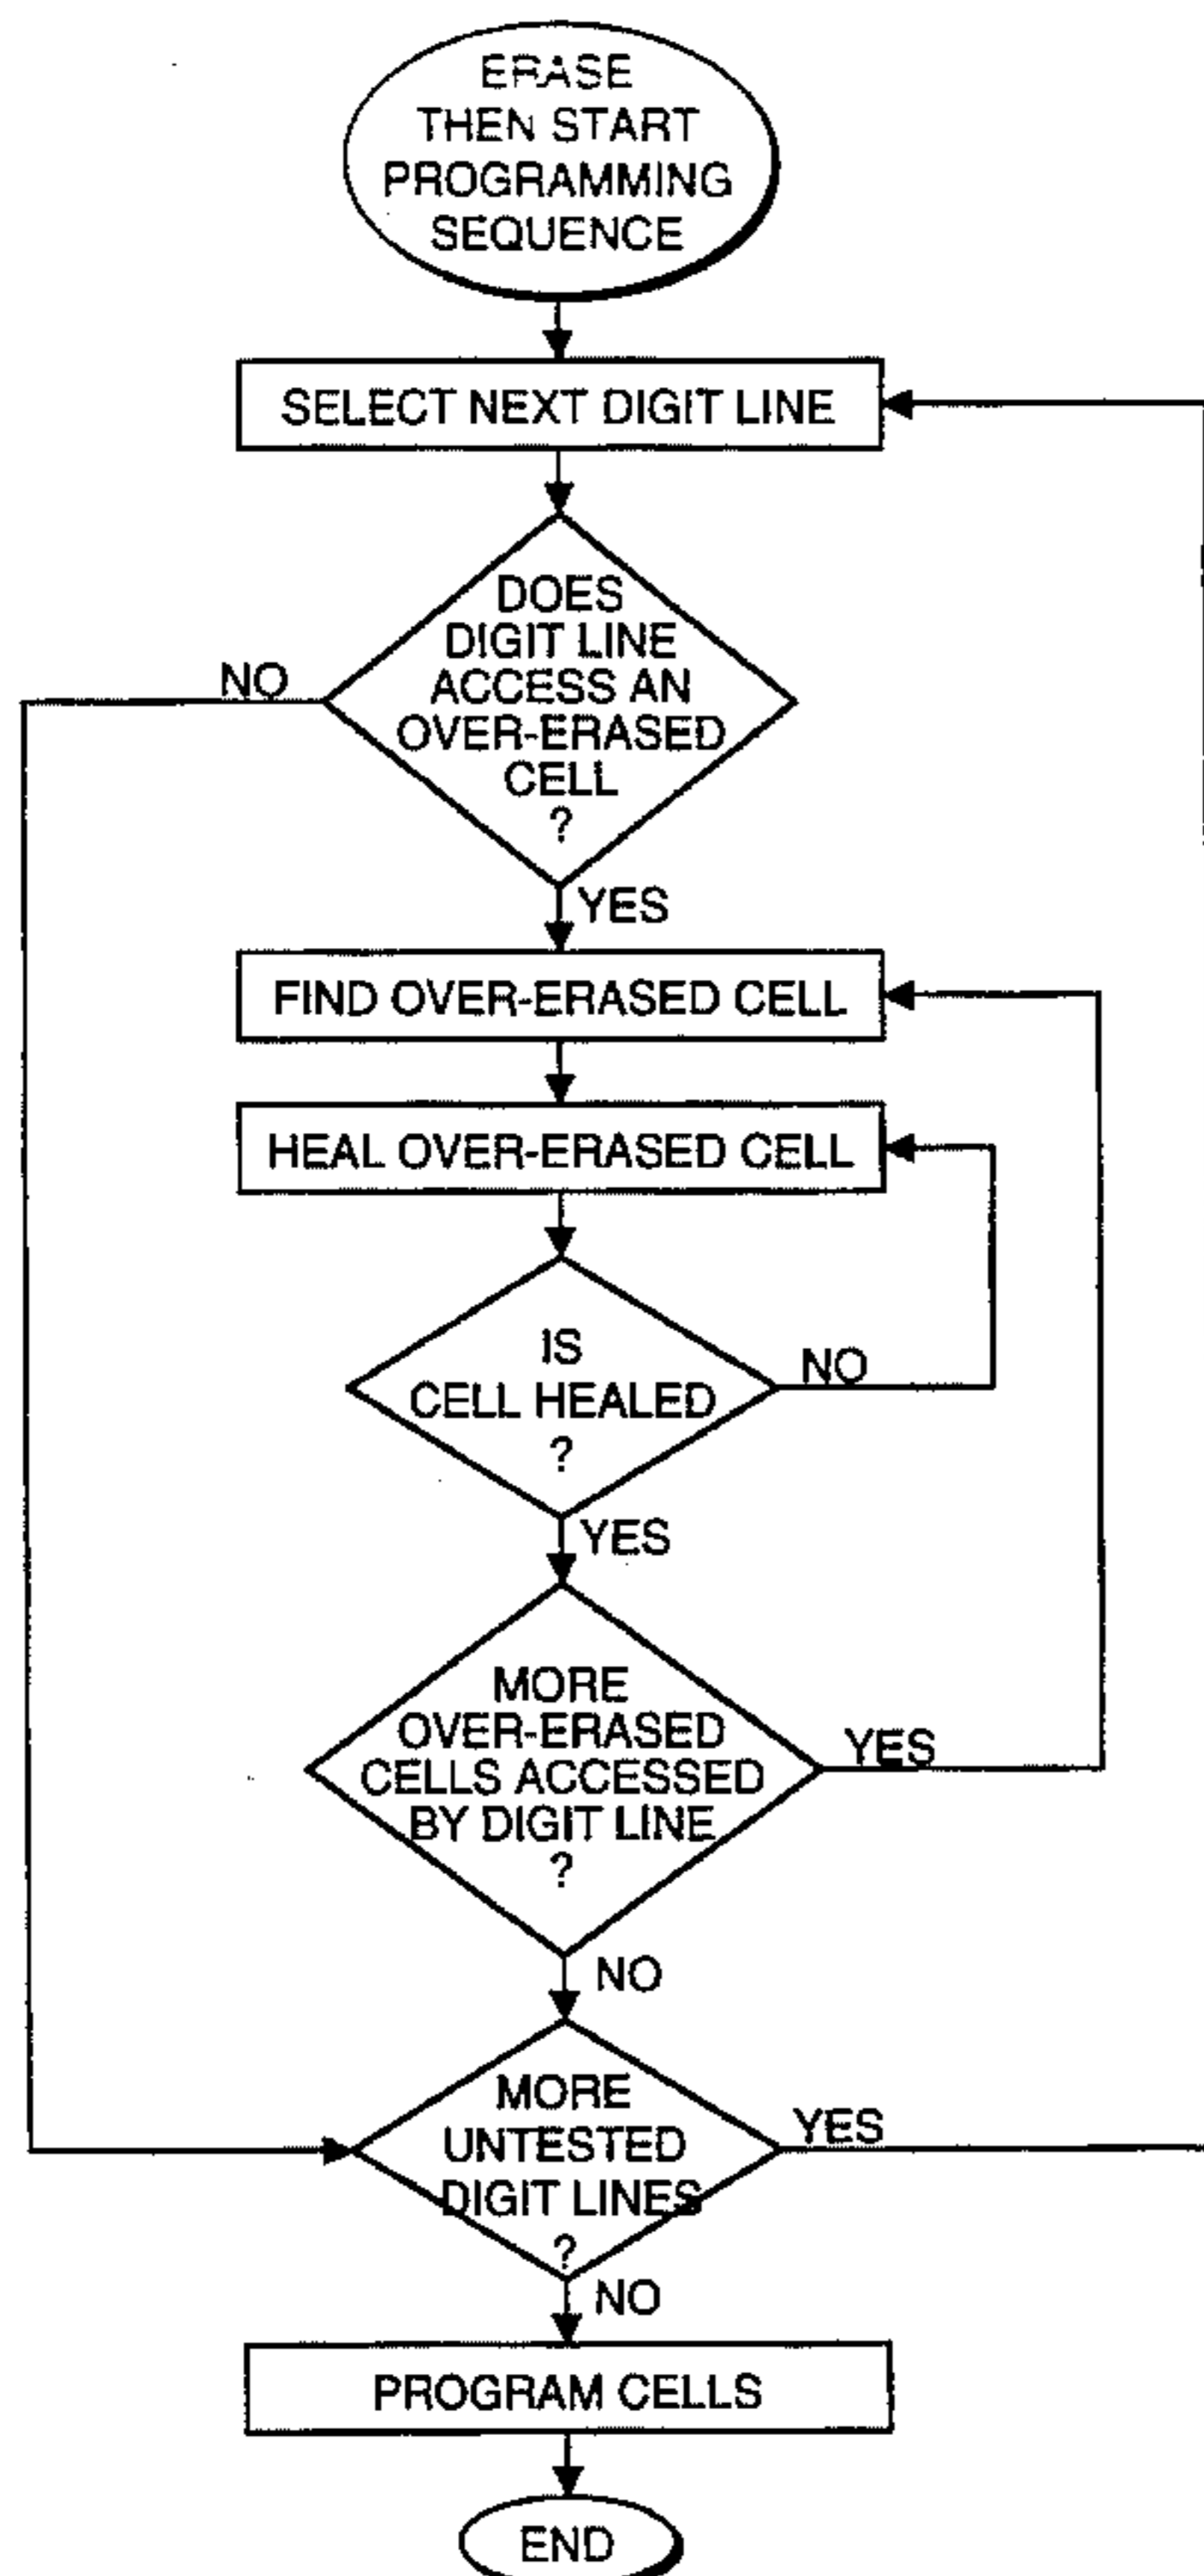 ERASE
THEN START
PROGRAMMING
SEQUENCE
SELECT NEXT DIGIT LINE
DOES
DIGIT LINE
ACCESS AN
OVER-ERASED
CELL
?
NO
YES
FIND OVER-ERASED CELL
HEAL OVER-ERASED CELL
IS
CELL HEALED
?
NO
YES
MORE
OVER-ERASED
CELLS ACCESSED
BY DIGIT LINE
?
YES
NO
MORE
UNTESTED
DIGIT LINES
?
YES
NO
PROGRAM CELLS
END